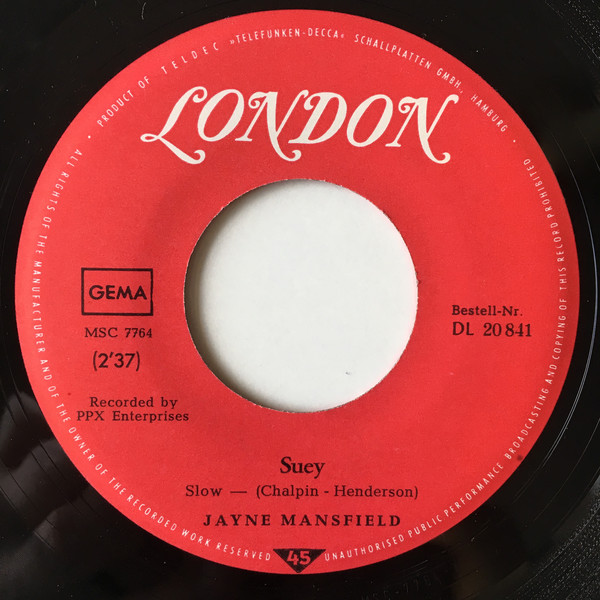 • PRODUCT OF TELDEC »TELEFUNKEN-DECCA« SCHALLPLATTEN GMBH. HAMBURG •
LONDON
GEMA
MSC 7764
(2'37)
Bestell-Nr.
DL 20 841
Recorded by
PPX Enterprises
Suey
Slow — (Chalpin - Henderson)
JAYNE MANSFIELD
45
ALL RIGHTS OF THE MANUFACTURER AND OF THE OWNER OF THE RECORDED WORK RESERVED
UNAUTHORISED PUBLIC PERFORMANCE BROADCASTING AND COPYING OF THIS RECORD PROHIBITED